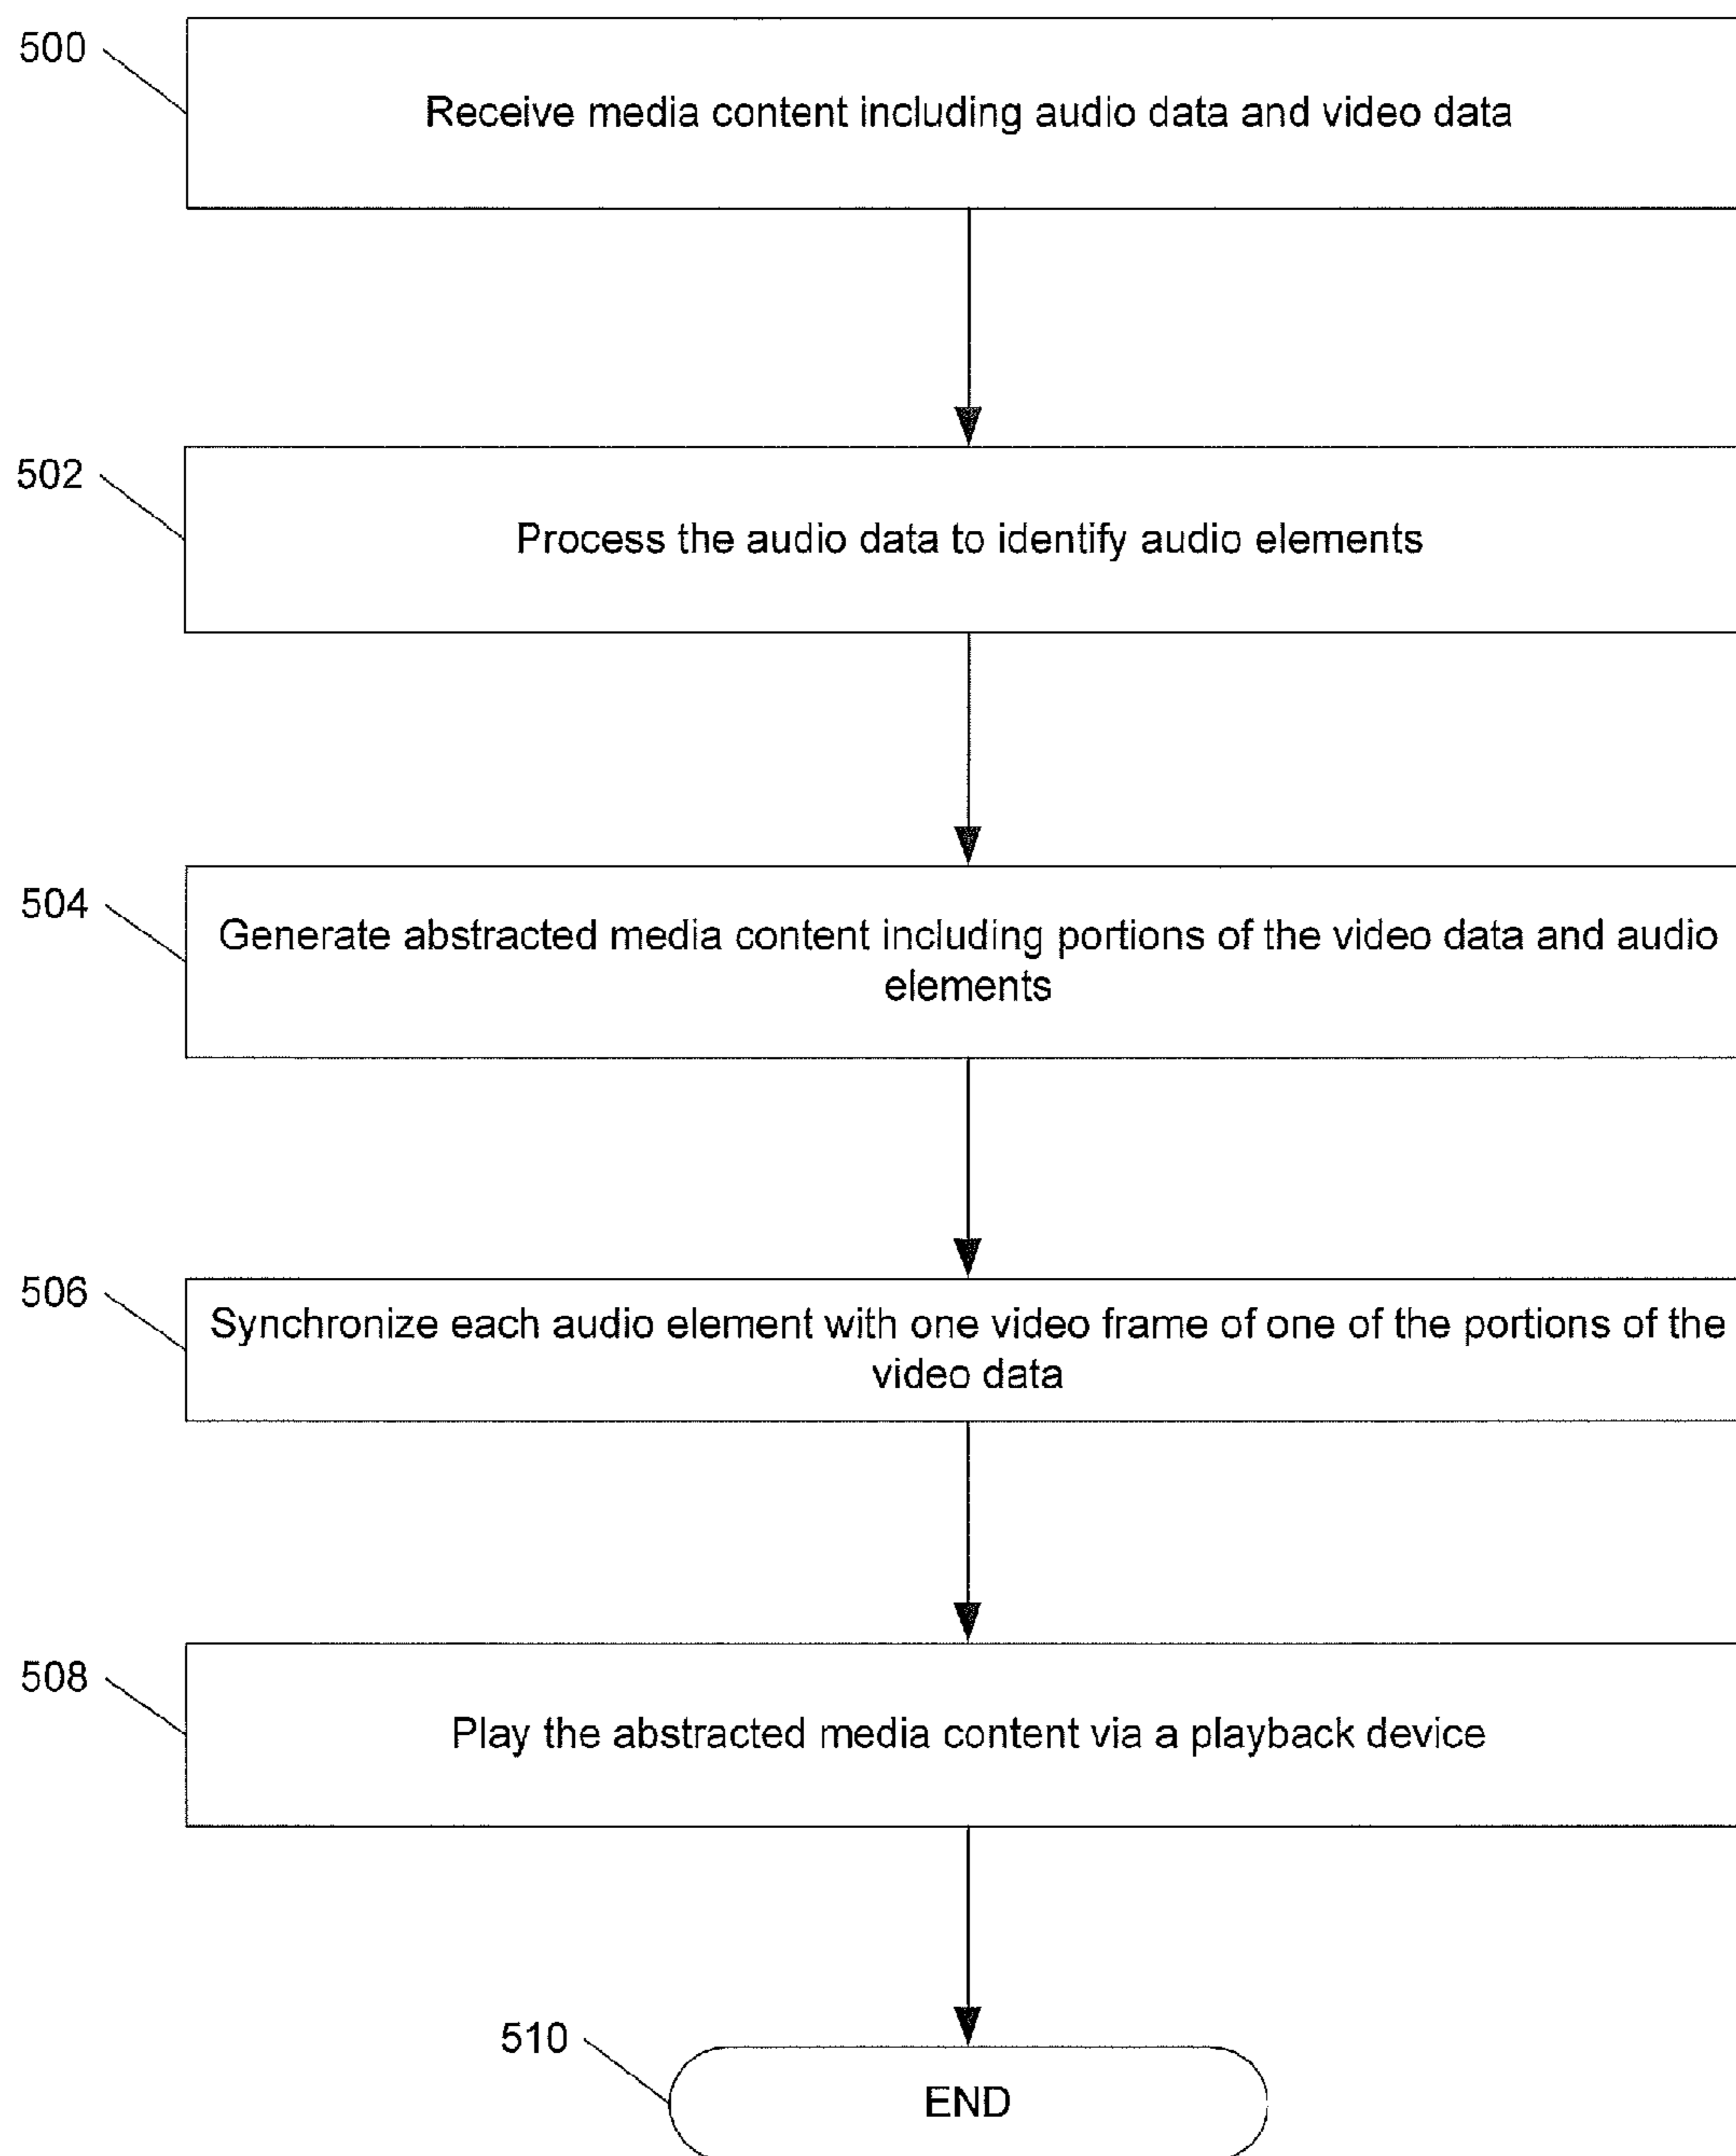 500
Receive media content including audio data and video data
502
Process the audio data to identify audio elements
504
Generate abstracted media content including portions of the video data and audio
elements
506
Synchronize each audio element with one video frame of one of the portions of the
video data
508
Play the abstracted media content via a playback device
510
END